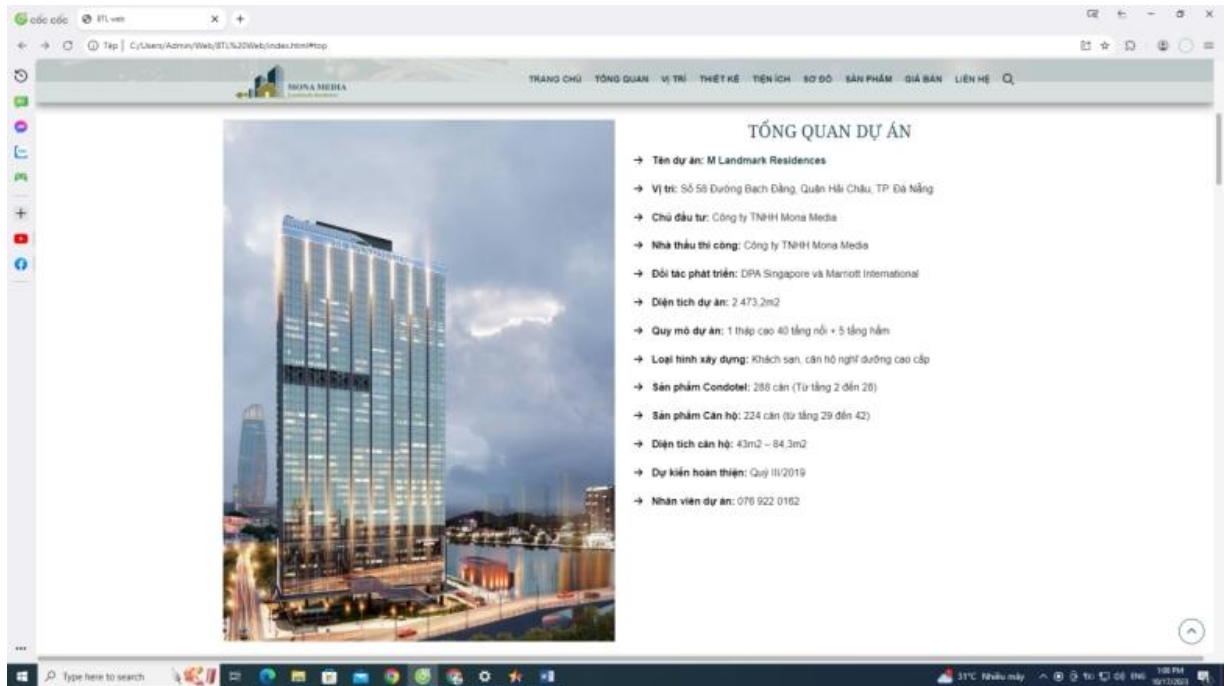 cốc cốc
BTL web
Tệp
C:/Users/Admin/Web/BTL%20Web/index.html#top
MONA MEDIA
TRANG CHỦ TỔNG QUAN VỊ TRÍ THIẾT KẾ TIỆN ÍCH SƠ ĐỒ SẢN PHẨM GIÁ BÁN LIÊN HỆ
TỔNG QUAN DỰ ÁN
→ Tên dự án: M Landmark Residences
→ Vị trí: Số 58 Đường Bạch Đằng, Quận Hải Châu, TP. Đà Nẵng
→ Chủ đầu tư: Công ty TNHH Mona Media
→ Nhà thầu thi công: Công ty TNHH Mona Media
→ Đối tác phát triển: DPA Singapore và Marriott International
→ Diện tích dự án: 2.473,2m2
→ Quy mô dự án: 1 tháp cao 40 tầng nổi + 5 tầng hầm
→ Loại hình xây dựng: Khách sạn, căn hộ nghĩ dưỡng cao cấp
→ Sản phẩm Condotel: 288 căn (Từ tầng 2 đến 28)
→ Sản phẩm Căn hộ: 224 căn (từ tầng 29 đến 42)
→ Diện tích căn hộ: 43m2 – 84,3m2
→ Dự kiến hoàn thiện: Quý III/2019
→ Nhân viên dự án: 076 922 0162
Type here to search
31°C Nhiều mây
ENG
1:08 PM
10/17/2023